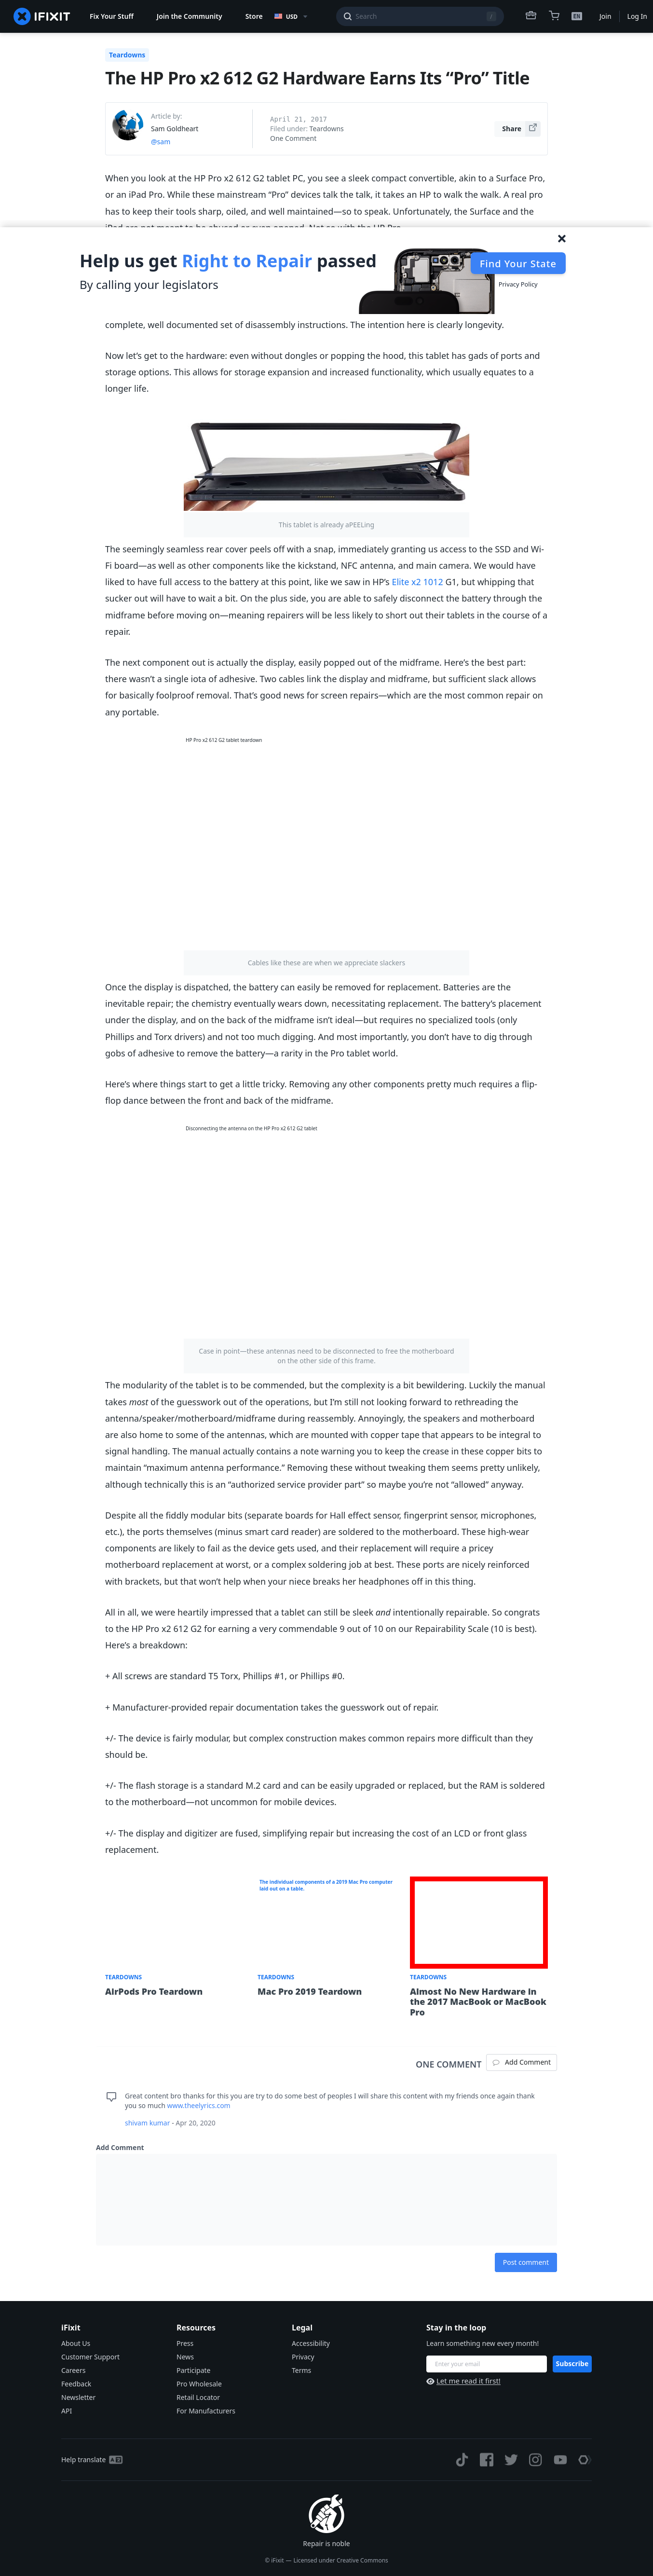 IFIXIT
Fix Your Stuff
Join the Community
Store
USD
Search
/
EN
Join
Log In
Teardowns
The HP Pro x2 612 G2 Hardware Earns Its “Pro” Title
Article by:
Sam Goldheart
@sam
April 21, 2017
Filed under: Teardowns
One Comment
Share
When you look at the HP Pro x2 612 G2 tablet PC, you see a sleek compact convertible, akin to a Surface Pro,
or an iPad Pro. While these mainstream “Pro” devices talk the talk, it takes an HP to walk the walk. A real pro
has to keep their tools sharp, oiled, and well maintained—so to speak. Unfortunately, the Surface and the
Help us get Right to Repair passed
By calling your legislators
Find Your State
Privacy Policy
complete, well documented set of disassembly instructions. The intention here is clearly longevity.
Now let’s get to the hardware: even without dongles or popping the hood, this tablet has gads of ports and
storage options. This allows for storage expansion and increased functionality, which usually equates to a
longer life.
This tablet is already aPEELing
The seemingly seamless rear cover peels off with a snap, immediately granting us access to the SSD and Wi-
Fi board—as well as other components like the kickstand, NFC antenna, and main camera. We would have
liked to have full access to the battery at this point, like we saw in HP’s Elite x2 1012 G1, but whipping that
sucker out will have to wait a bit. On the plus side, you are able to safely disconnect the battery through the
midframe before moving on—meaning repairers will be less likely to short out their tablets in the course of a
repair.
The next component out is actually the display, easily popped out of the midframe. Here’s the best part:
there wasn’t a single iota of adhesive. Two cables link the display and midframe, but sufficient slack allows
for basically foolproof removal. That’s good news for screen repairs—which are the most common repair on
any portable.
HP Pro x2 612 G2 tablet teardown
Cables like these are when we appreciate slackers
Once the display is dispatched, the battery can easily be removed for replacement. Batteries are the
inevitable repair; the chemistry eventually wears down, necessitating replacement. The battery’s placement
under the display, and on the back of the midframe isn’t ideal—but requires no specialized tools (only
Phillips and Torx drivers) and not too much digging. And most importantly, you don’t have to dig through
gobs of adhesive to remove the battery—a rarity in the Pro tablet world.
Here’s where things start to get a little tricky. Removing any other components pretty much requires a flip-
flop dance between the front and back of the midframe.
Disconnecting the antenna on the HP Pro x2 612 G2 tablet
Case in point—these antennas need to be disconnected to free the motherboard
on the other side of this frame.
The modularity of the tablet is to be commended, but the complexity is a bit bewildering. Luckily the manual
takes most of the guesswork out of the operations, but I’m still not looking forward to rethreading the
antenna/speaker/motherboard/midframe during reassembly. Annoyingly, the speakers and motherboard
are also home to some of the antennas, which are mounted with copper tape that appears to be integral to
signal handling. The manual actually contains a note warning you to keep the crease in these copper bits to
maintain “maximum antenna performance.” Removing these without tweaking them seems pretty unlikely,
although technically this is an “authorized service provider part” so maybe you’re not “allowed” anyway.
Despite all the fiddly modular bits (separate boards for Hall effect sensor, fingerprint sensor, microphones,
etc.), the ports themselves (minus smart card reader) are soldered to the motherboard. These high-wear
components are likely to fail as the device gets used, and their replacement will require a pricey
motherboard replacement at worst, or a complex soldering job at best. These ports are nicely reinforced
with brackets, but that won’t help when your niece breaks her headphones off in this thing.
All in all, we were heartily impressed that a tablet can still be sleek and intentionally repairable. So congrats
to the HP Pro x2 612 G2 for earning a very commendable 9 out of 10 on our Repairability Scale (10 is best).
Here’s a breakdown:
+ All screws are standard T5 Torx, Phillips #1, or Phillips #0.
+ Manufacturer-provided repair documentation takes the guesswork out of repair.
+/- The device is fairly modular, but complex construction makes common repairs more difficult than they
should be.
+/- The flash storage is a standard M.2 card and can be easily upgraded or replaced, but the RAM is soldered
to the motherboard—not uncommon for mobile devices.
+/- The display and digitizer are fused, simplifying repair but increasing the cost of an LCD or front glass
replacement.
The individual components of a 2019 Mac Pro computer
laid out on a table.
TEARDOWNS
AirPods Pro Teardown
TEARDOWNS
Mac Pro 2019 Teardown
TEARDOWNS
Almost No New Hardware in
the 2017 MacBook or MacBook
Pro
ONE COMMENT
Add Comment
Great content bro thanks for this you are try to do some best of peoples I will share this content with my friends once again thank
you so much www.theelyrics.com
shivam kumar - Apr 20, 2020
Add Comment
Post comment
iFixit
About Us
Customer Support
Careers
Feedback
Newsletter
API
Resources
Press
News
Participate
Pro Wholesale
Retail Locator
For Manufacturers
Legal
Accessibility
Privacy
Terms
Stay in the loop
Learn something new every month!
Enter your email
Subscribe
Let me read it first!
Help translate
Repair is noble
© iFixit — Licensed under Creative Commons